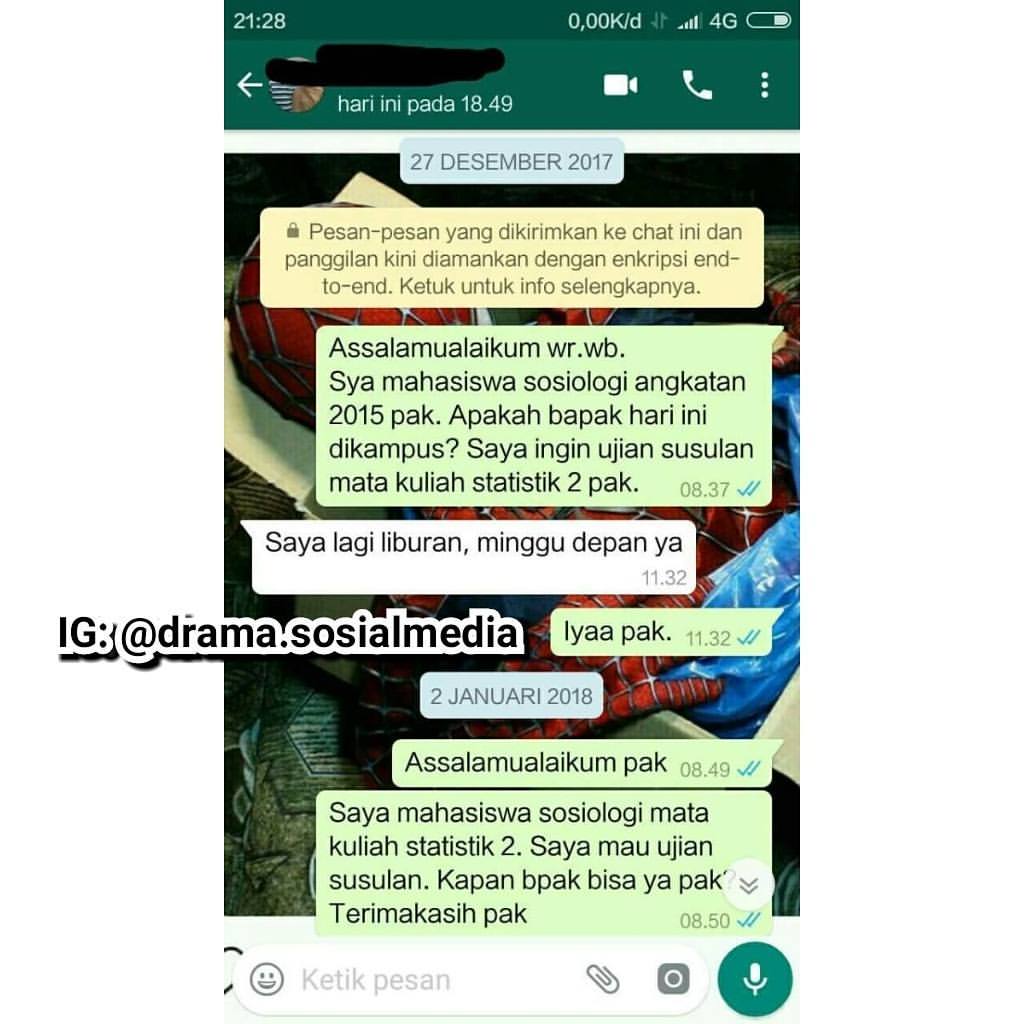 21:28 0,00K/d 4G
hari ini pada 18.49
27 DESEMBER 2017
Pesan-pesan yang dikirimkan ke chat ini dan
panggilan kini diamankan dengan enkripsi end-
to-end. Ketuk untuk info selengkapnya.
Assalamualaikum wr.wb.
Sya mahasiswa sosiologi angkatan
2015 pak. Apakah bapak hari ini
dikampus? Saya ingin ujian susulan
mata kuliah statistik 2 pak. 08.37
Saya lagi liburan, minggu depan ya
11.32
IG: @drama.sosialmedia
Iyaa pak. 11.32
2 JANUARI 2018
Assalamualaikum pak 08.49
Saya mahasiswa sosiologi mata
kuliah statistik 2. Saya mau ujian
susulan. Kapan bpak bisa ya pak?
Terimakasih pak 08.50
Ketik pesan